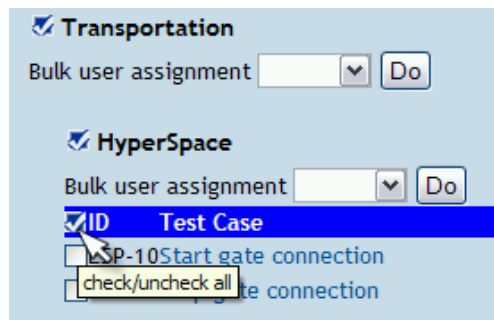 Transportation
Bulk user assignment Do
HyperSpace
Bulk user assignment Do
ID Test Case
SP-10 Start gate connection
check/uncheck all te connection